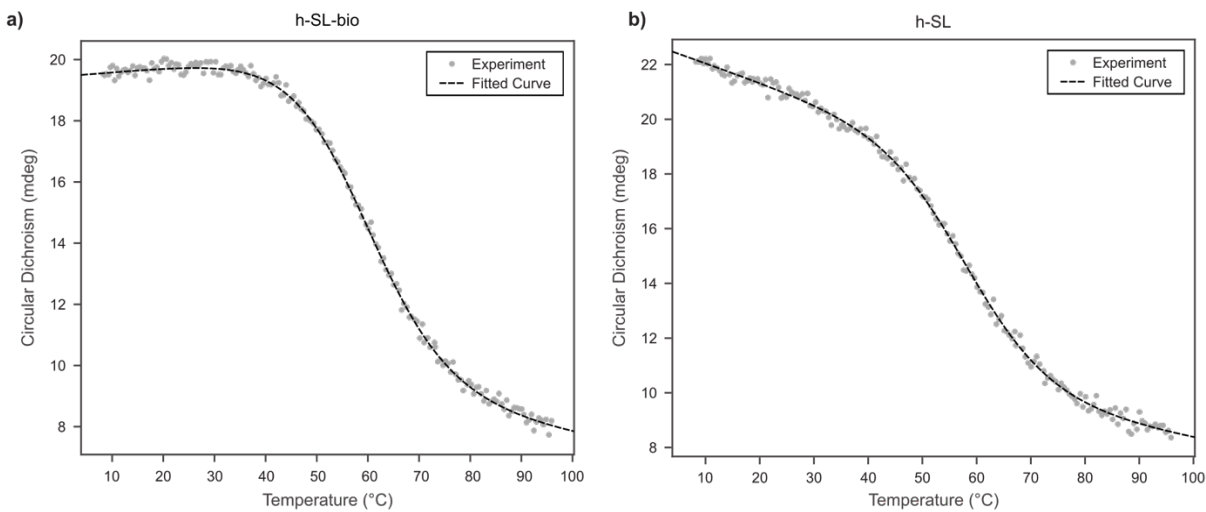 a)
h-SL-bio
Circular Dichroism (mdeg)
20
18
16
14
12
10
8
Experiment
Fitted Curve
10 20 30 40 50 60 70 80 90 100
Temperature (°C)
b)
h-SL
Circular Dichroism (mdeg)
22
20
18
16
14
12
10
8
Experiment
Fitted Curve
10 20 30 40 50 60 70 80 90 100
Temperature (°C)